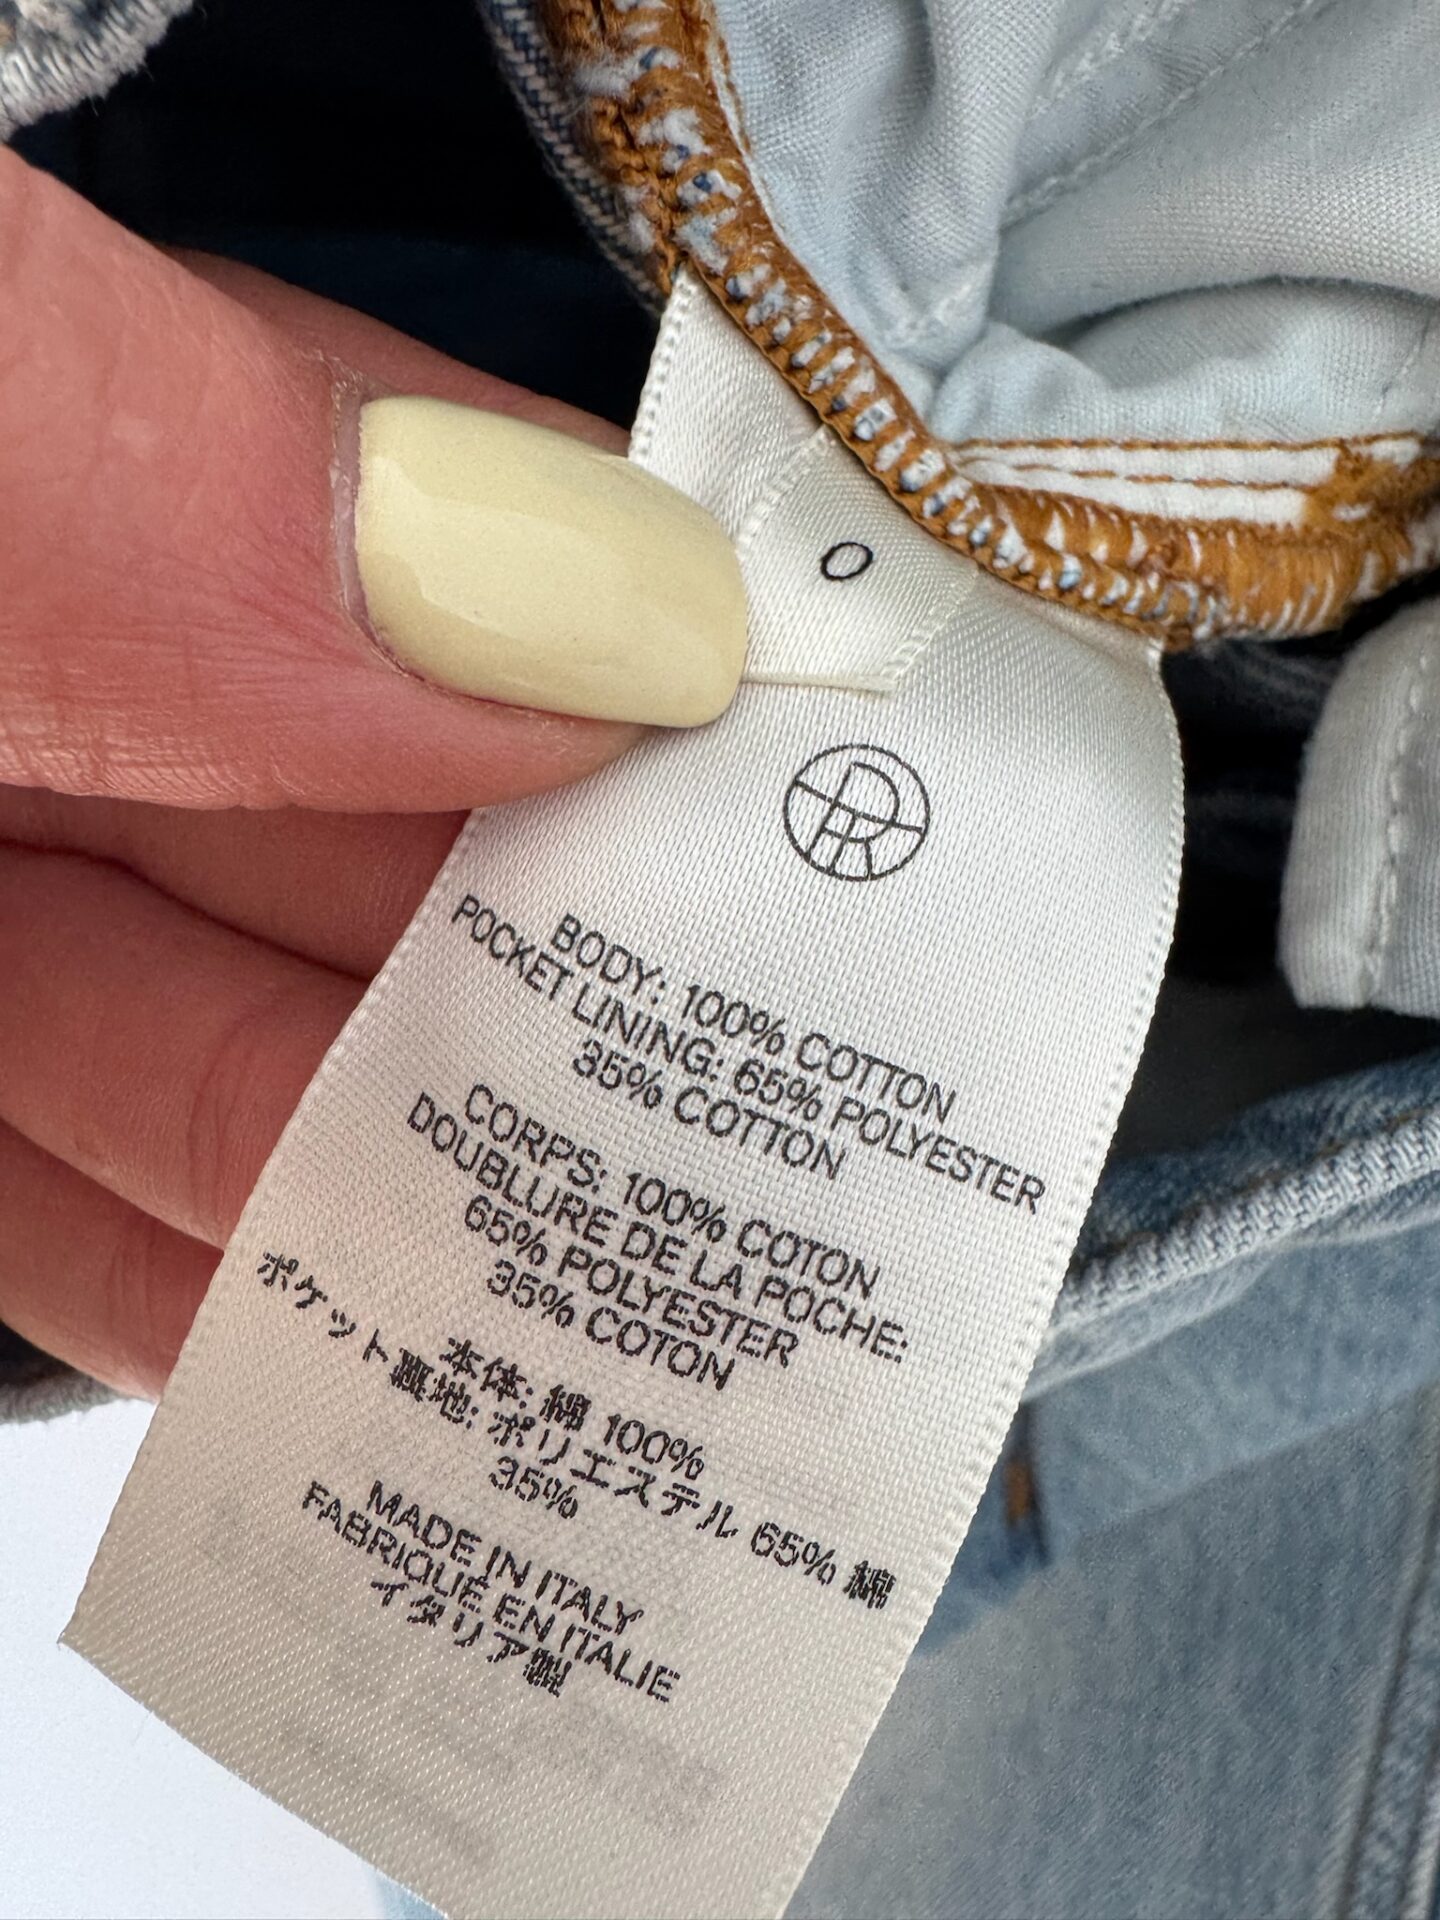 0
BODY: 100% COTTON
POCKET LINING: 65% POLYESTER
35% COTTON
CORPS: 100% COTON
DOUBLURE DE LA POCHE:
65% POLYESTER
35% COTON
本体: 綿 100%
ポケット裏地: ポリエステル 65% 綿
35%
MADE IN ITALY
FABRIQUÉ EN ITALIE
イタリア製